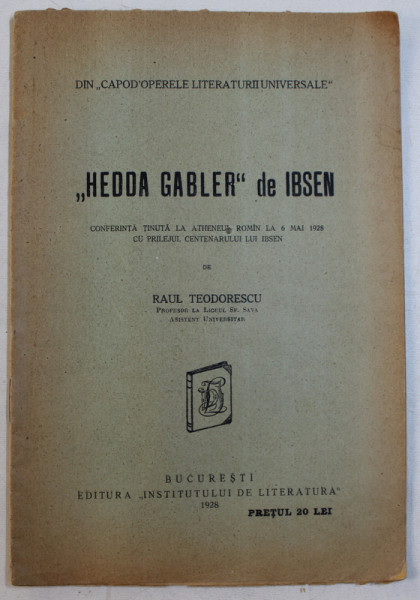 DIN „CAPOD'OPERELE LITERATURII UNIVERSALE"
„HEDDA GABLER" de IBSEN
CONFERINȚĂ ȚINUTĂ LA ATHENEUL ROMÎN LA 6 MAI 1928
CU PRILEJUL CENTENARULUI LUI IBSEN
DE
RAUL TEODORESCU
PROFESOR LA LICEUL SF. SAVA
ASISTENT UNIVERSITAR
BUCUREȘTI
EDITURA „INSTITUTULUI DE LITERATURĂ"
1928
PREȚUL 20 LEI